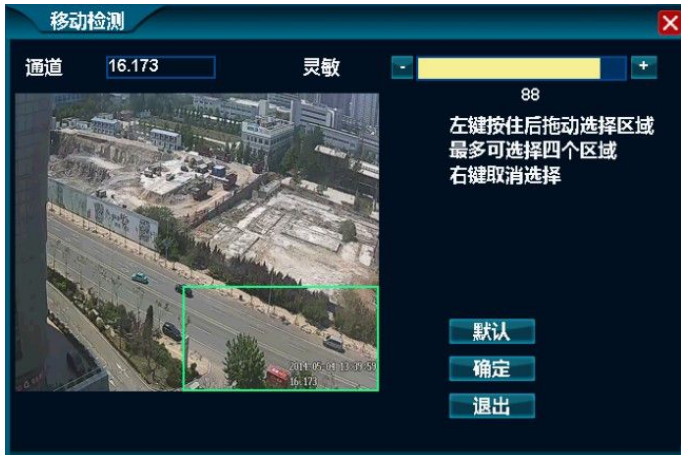 移动检测
通道 16.173 灵敏 - +
88
左键按住后拖动选择区域
最多可选择四个区域
右键取消选择
2014-05-04 13:09:59
16.173
默认
确定
退出